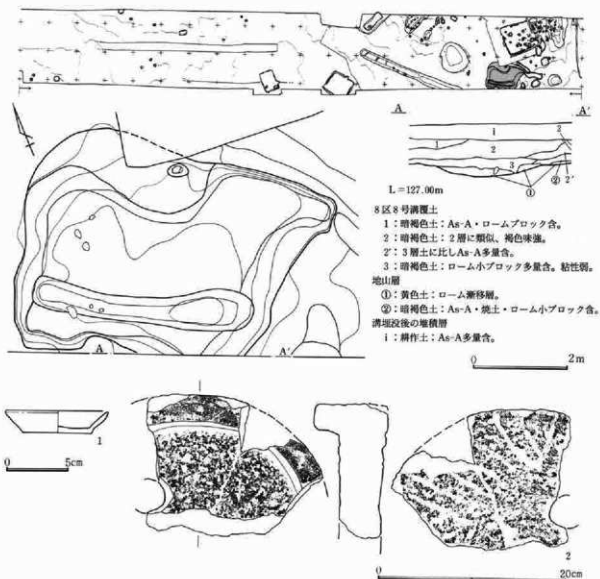 A A'
i
1
2
2
3
2'
①
②
L=127.00m
8区8号溝覆土
1:暗褐色土:As-A・ロームブロック含。
2:暗褐色土:2層に類似、褐色味強。
2':3層土に比しAs-A多量含。
3:暗褐色土:ローム小ブロック多量含。粘性弱。
地山層
①:黄色土:ローム漸移層。
②:暗褐色土:As-A・焼土・ローム小ブロック含。
溝埋没後の堆積層
i:耕作土:As-A多量含。
0 2m
A A'
1
0 5cm
2
0 20cm